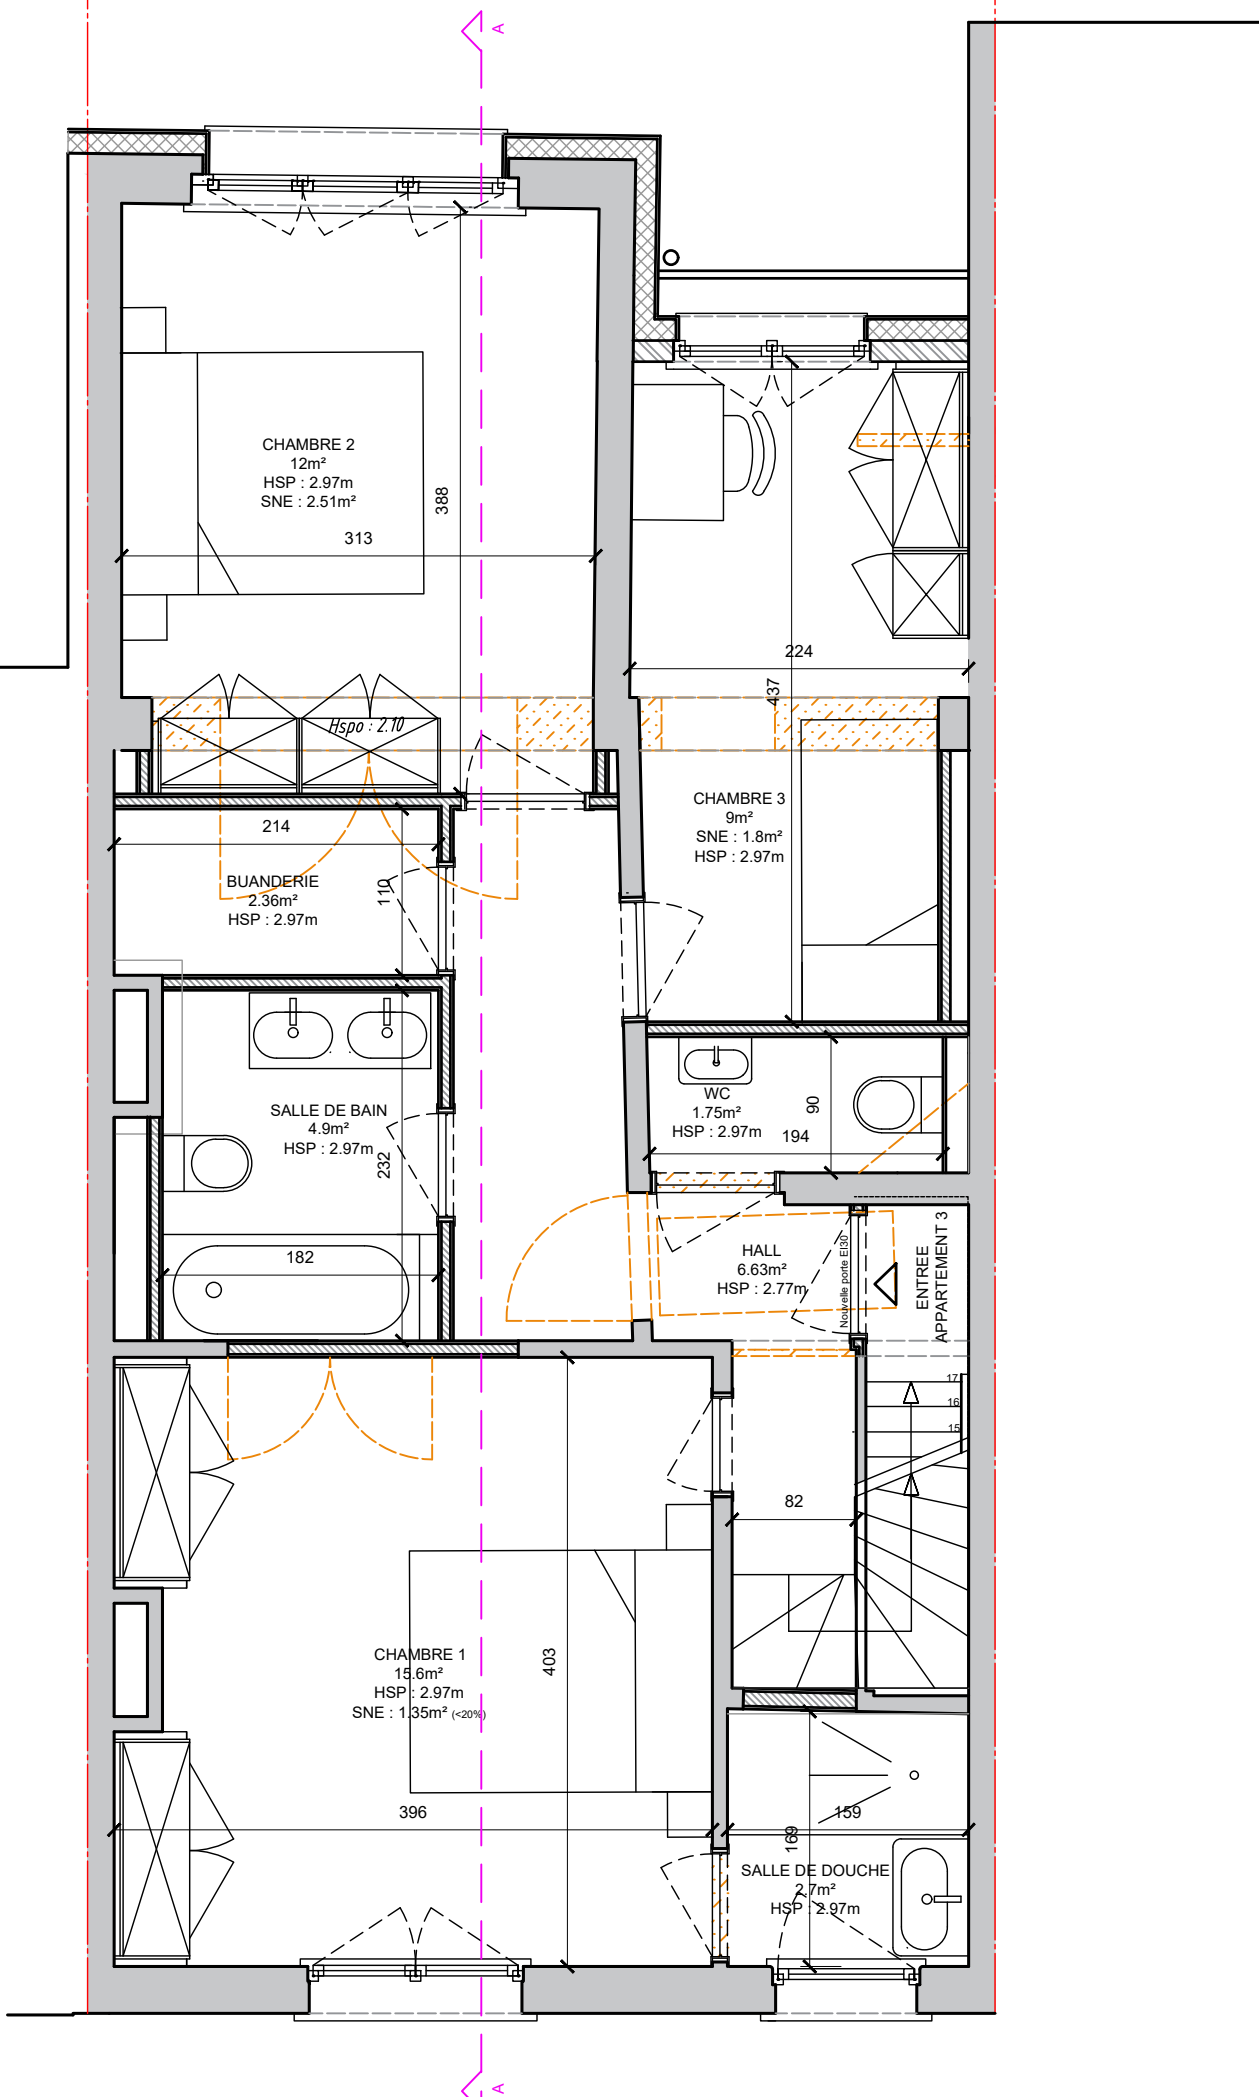 A
CHAMBRE 2
12m²
HSP : 2.97m
SNE : 2.51m²
388
313
224
437
Hspo : 2.10
CHAMBRE 3
9m²
SNE : 1.8m²
HSP : 2.97m
214
BUANDERIE
2.36m²
HSP : 2.97m
110
SALLE DE BAIN
4.9m²
HSP : 2.97m
232
WC
1.75m²
HSP : 2.97m
90
194
182
HALL
6.63m²
HSP : 2.77m
Nouvelle porte EI30
ENTREE
APPARTEMENT 3
17
16
15
82
CHAMBRE 1
15.6m²
HSP : 2.97m
SNE : 1.35m² (<20%)
403
396
159
169
SALLE DE DOUCHE
2.7m²
HSP : 2.97m
A